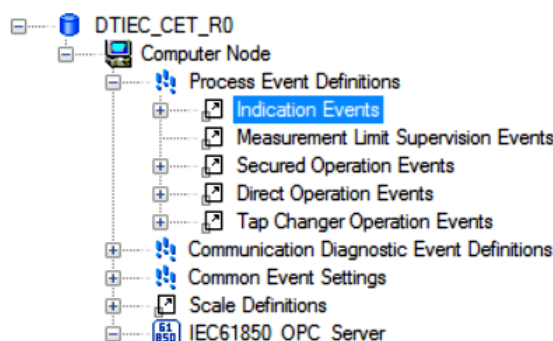 DTIEC_CET_R0
Computer Node
Process Event Definitions
Indication Events
Measurement Limit Supervision Events
Secured Operation Events
Direct Operation Events
Tap Changer Operation Events
Communication Diagnostic Event Definitions
Common Event Settings
Scale Definitions
61 850 IEC61850 OPC Server